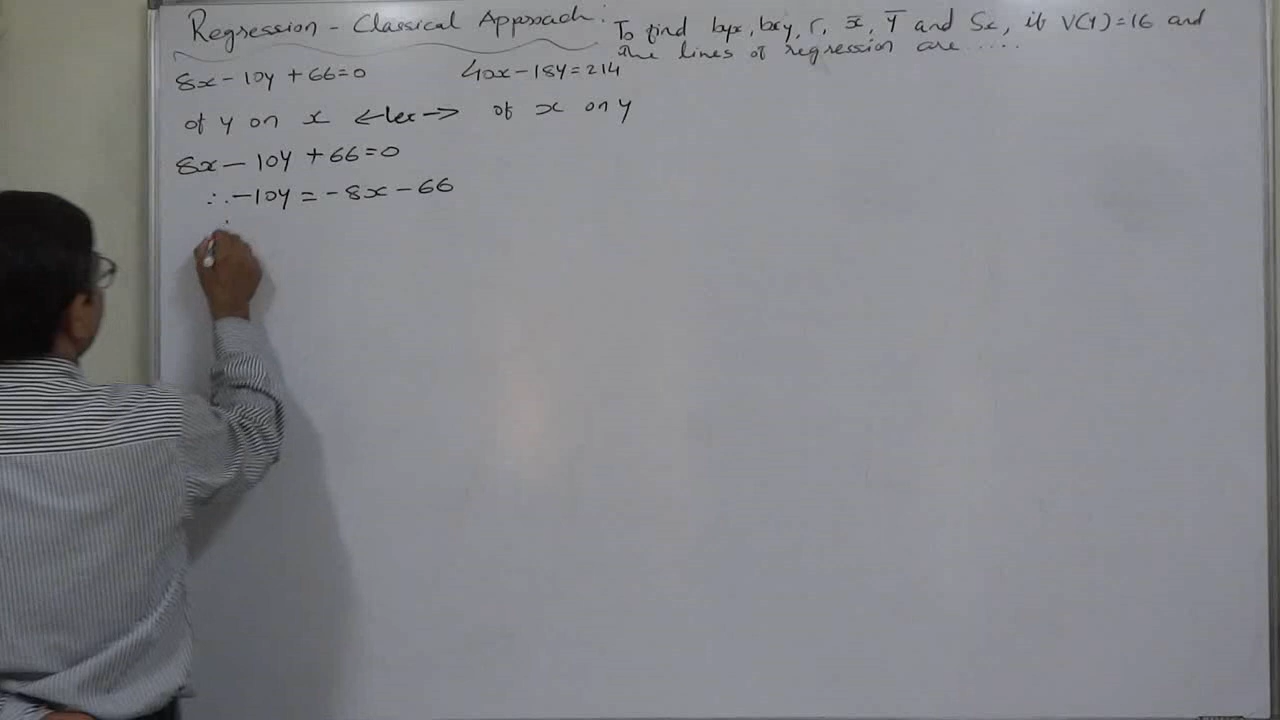 Regression - Classical Approach: To find byx, bxy, r, x̄, ȳ and Sx, if V(Y)=16 and
the lines of regression are .....
8x - 10y + 66 = 0 40x - 18y = 214
of y on x ← let → of x on y
8x - 10y + 66 = 0
∴ -10y = -8x - 66